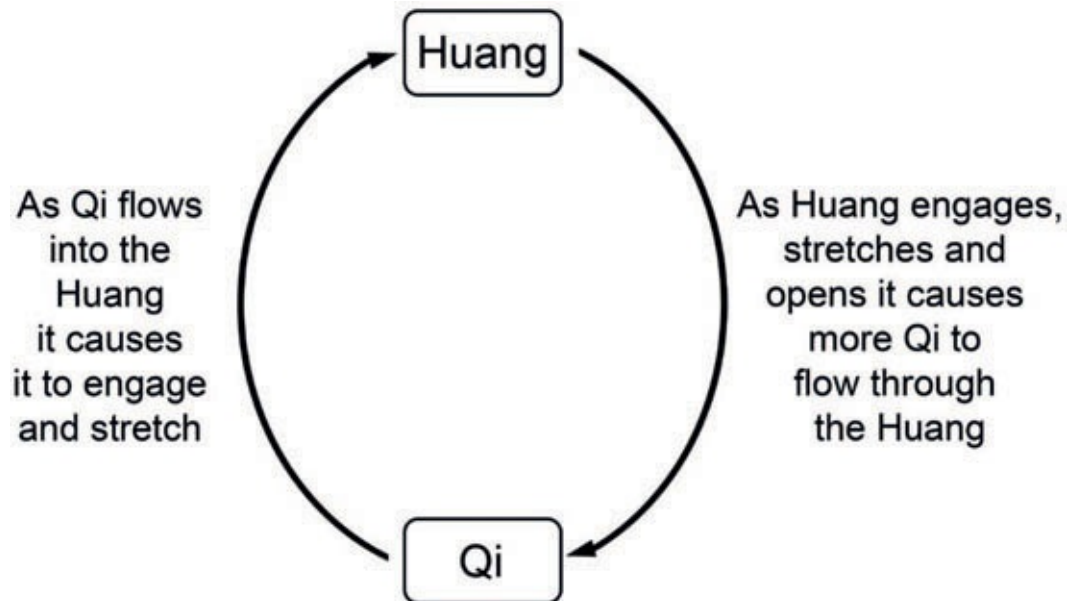 Huang
As Qi flows
into the
Huang
it causes
it to engage
and stretch
As Huang engages,
stretches and
opens it causes
more Qi to
flow through
the Huang
Qi